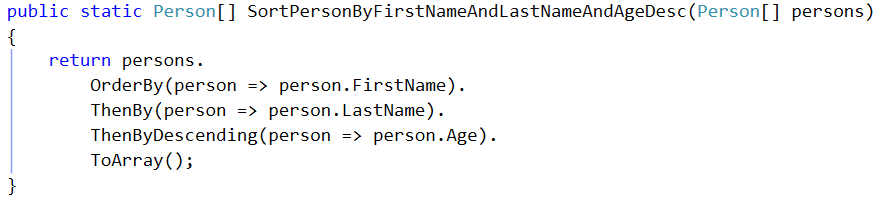 public static Person[] SortPersonByFirstNameAndLastNameAndAgeDesc(Person[] persons)
{
    return persons.
        OrderBy(person => person.FirstName).
        ThenBy(person => person.LastName).
        ThenByDescending(person => person.Age).
        ToArray();
}